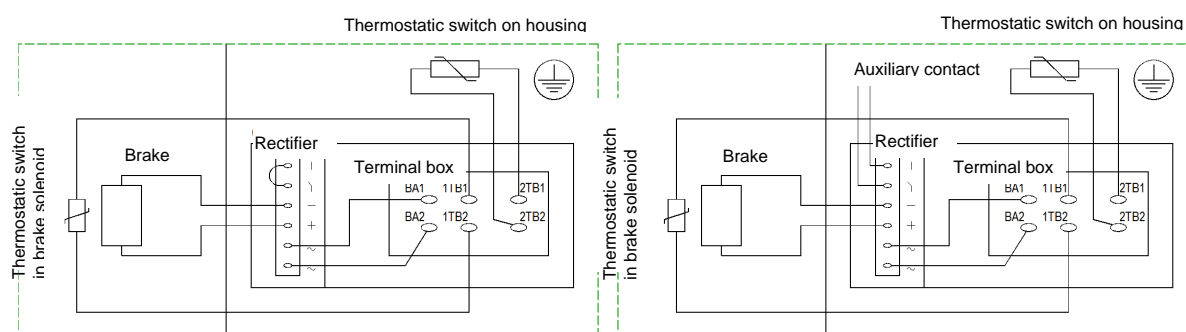 Thermostatic switch on housing
Thermostatic switch
in brake solenoid
Brake
Rectifier
Terminal box
BA1 1TB1 2TB1
BA2 1TB2 2TB2
−
+
~
~
Thermostatic switch on housing
Auxiliary contact
Thermostatic switch
in brake solenoid
Brake
Rectifier
Terminal box
BA1 1TB1 2TB1
BA2 1TB2 2TB2
−
+
~
~